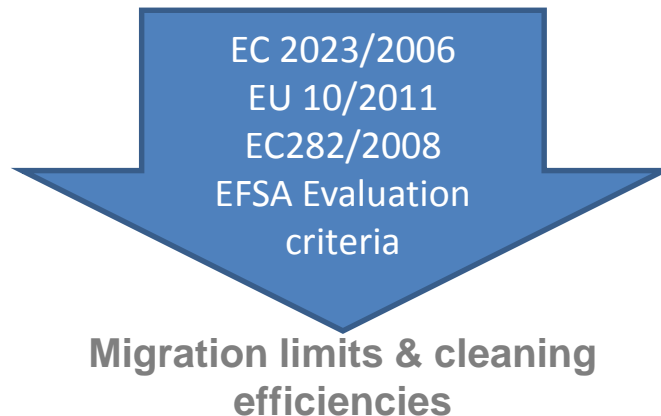 EC 2023/2006
EU 10/2011
EC282/2008
EFSA Evaluation
criteria
Migration limits & cleaning
efficiencies